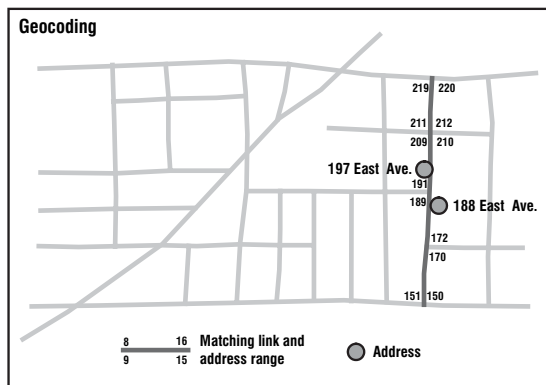 Geocoding
219 220
211 212
209 210
197 East Ave.
191
189 188 East Ave.
172
170
151 150
8 16 Matching link and
9 15 address range
Address